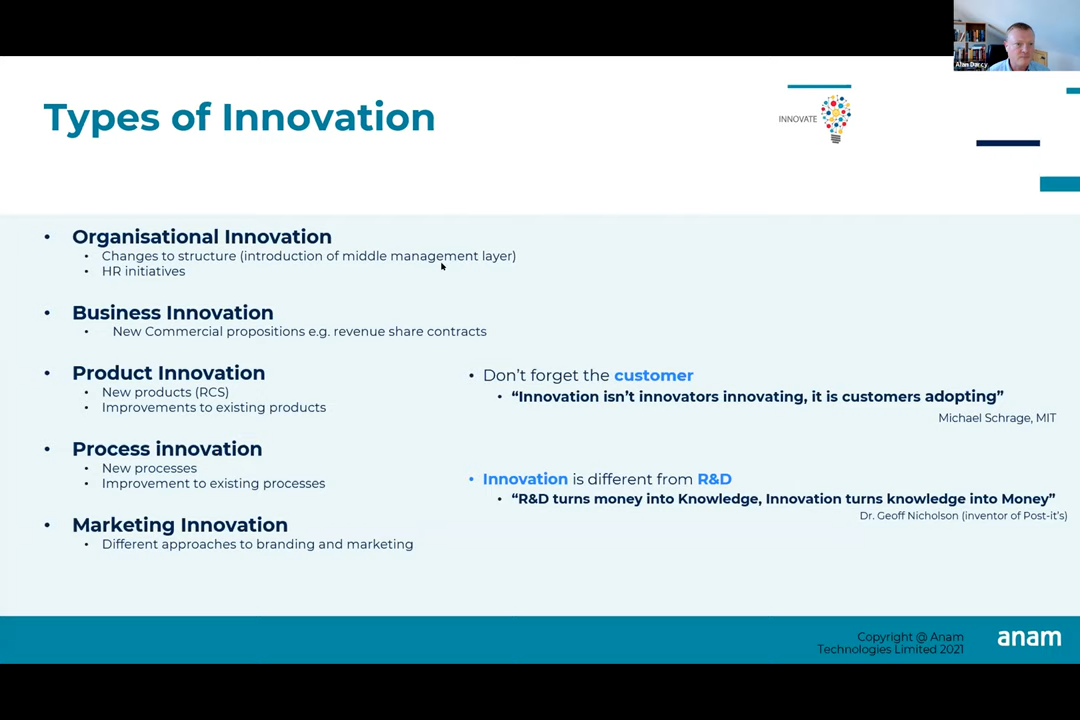 Alan Darcy
Types of Innovation
INNOVATE
• Organisational Innovation
• Changes to structure (introduction of middle management layer)
• HR initiatives
• Business Innovation
• New Commercial propositions e.g. revenue share contracts
• Product Innovation
• New products (RCS)
• Improvements to existing products
• Process innovation
• New processes
• Improvement to existing processes
• Marketing Innovation
• Different approaches to branding and marketing
• Don’t forget the customer
• “Innovation isn’t innovators innovating, it is customers adopting”
Michael Schrage, MIT
• Innovation is different from R&D
• “R&D turns money into Knowledge, Innovation turns knowledge into Money”
Dr. Geoff Nicholson (inventor of Post-it’s)
Copyright @ Anam
Technologies Limited 2021
anam